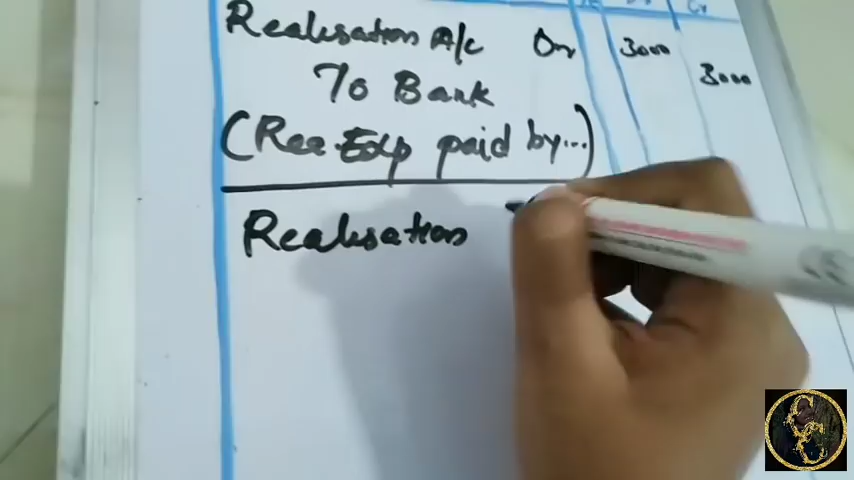 Realisation A/c Dr 3000
To Bank 3000
(Rea. Exp paid by...)
Realisation